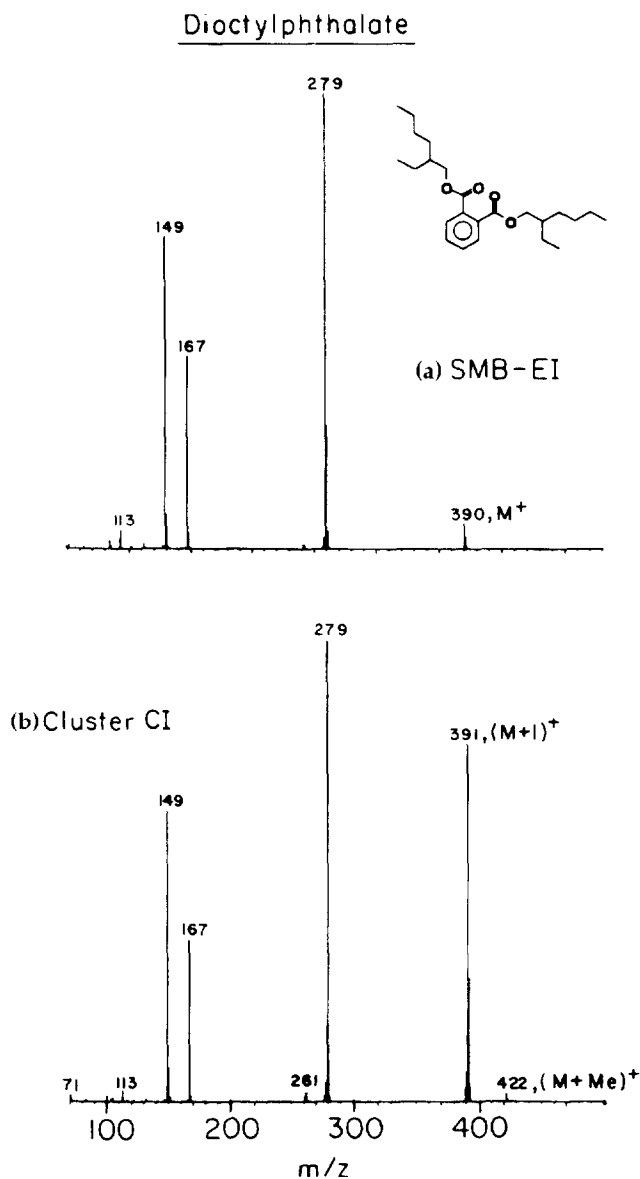 Dioctylphthalate
279
149
167
113
(a) SMB-EI
390, M+
O O
O
O
279
(b) Cluster CI
391, (M+1)+
149
167
71
113
261
422, (M+Me)+
100 200 300 400
m/z